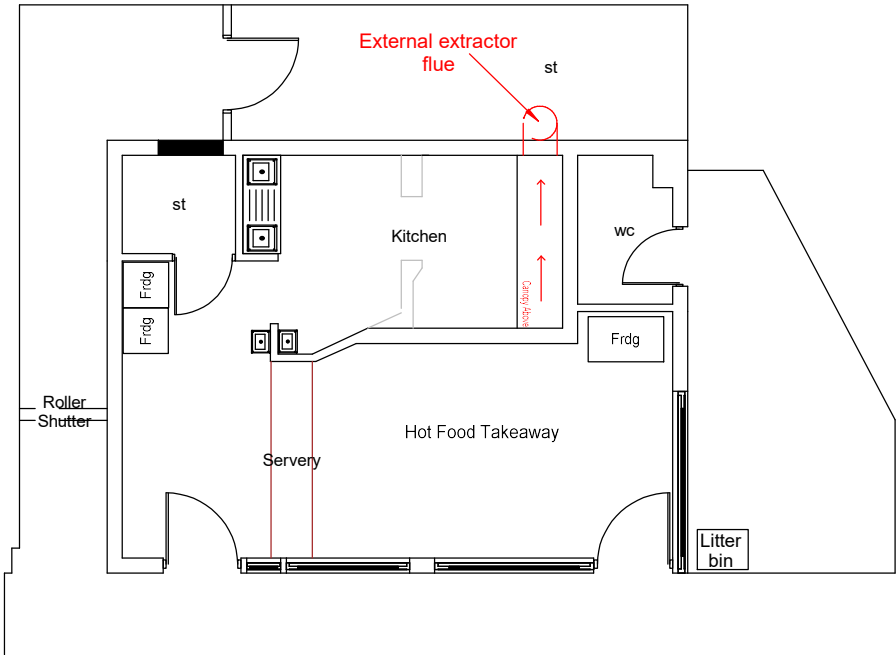 External extractor
flue
st
st
Kitchen
wc
Frdg
Frdg
Canopy Above
Frdg
Roller
Shutter
Hot Food Takeaway
Servery
Litter
bin